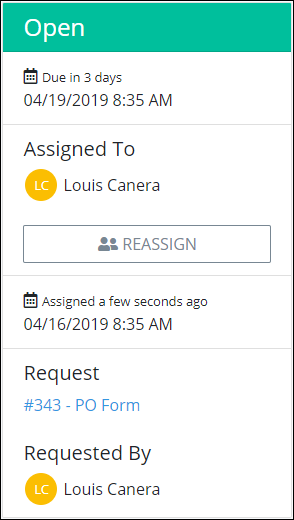 Open
Due in 3 days
04/19/2019 8:35 AM
Assigned To
LC Louis Canera
REASSIGN
Assigned a few seconds ago
04/16/2019 8:35 AM
Request
#343 - PO Form
Requested By
LC Louis Canera